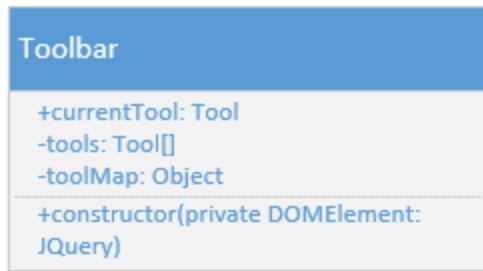 Toolbar
+currentTool: Tool
-tools: Tool[]
-toolMap: Object
+constructor(private DOMElement:
JQuery)